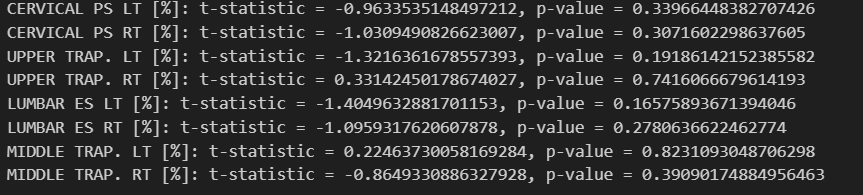 CERVICAL PS LT [%]: t-statistic = -0.9633535148497212, p-value = 0.33966448382707426
CERVICAL PS RT [%]: t-statistic = -1.0309490826623007, p-value = 0.3071602298637605
UPPER TRAP. LT [%]: t-statistic = -1.3216361678557393, p-value = 0.19186142152385582
UPPER TRAP. RT [%]: t-statistic = 0.33142450178674027, p-value = 0.7416066679614193
LUMBAR ES LT [%]: t-statistic = -1.4049632881701153, p-value = 0.16575893671394046
LUMBAR ES RT [%]: t-statistic = -1.0959317620607878, p-value = 0.2780636622462774
MIDDLE TRAP. LT [%]: t-statistic = 0.22463730058169284, p-value = 0.8231093048706298
MIDDLE TRAP. RT [%]: t-statistic = -0.8649330886327928, p-value = 0.39090174884956463